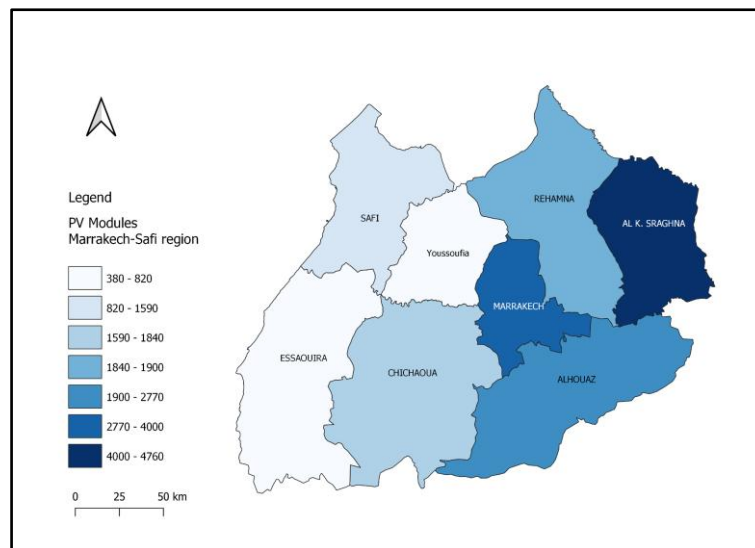 Legend
PV Modules
Marrakech-Safi region
380 - 820
820 - 1590
1590 - 1840
1840 - 1900
1900 - 2770
2770 - 4000
4000 - 4760
0 25 50 km
SAFI
Youssoufia
REHAMNA
AL K. SRAGHNA
MARRAKECH
ESSAOUIRA
CHICHAOUA
ALHOUAZ